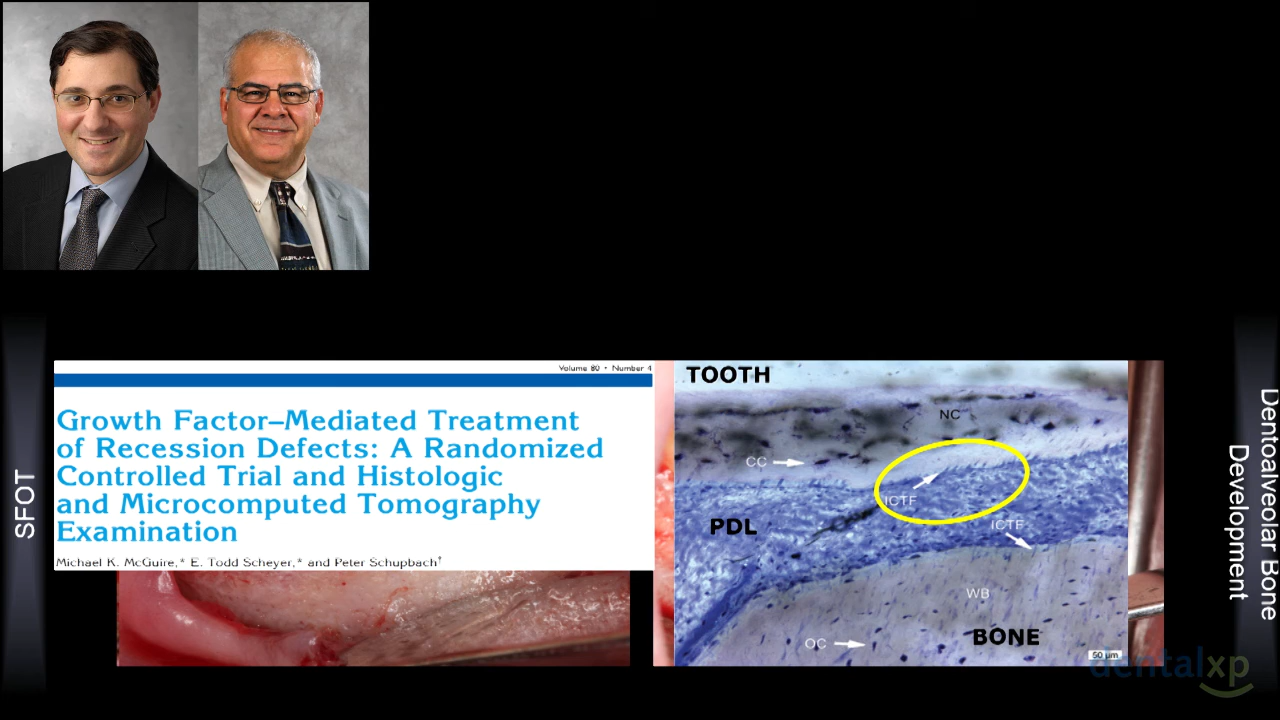 Volume 80 • Number 4
Growth Factor–Mediated Treatment
of Recession Defects: A Randomized
Controlled Trial and Histologic
and Microcomputed Tomography
Examination
Michael K. McGuire,* E. Todd Scheyer,* and Peter Schupbach†
TOOTH
NC
CC
ICTF
PDL
ICTF
WB
OC
BONE
50 µm
SFOT
Dentoalveolar Bone
Development
dentalxp